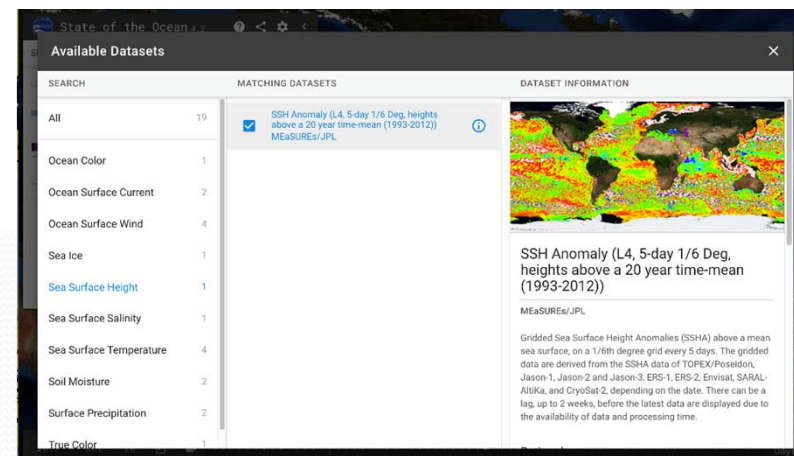 State of the Ocean 4.2
Available Datasets
SEARCH
All 19
Ocean Color 1
Ocean Surface Current 2
Ocean Surface Wind 4
Sea Ice 1
Sea Surface Height 1
Sea Surface Salinity 1
Sea Surface Temperature 4
Soil Moisture 2
Surface Precipitation 2
True Color 1
MATCHING DATASETS
SSH Anomaly (L4, 5-day 1/6 Deg, heights
above a 20 year time-mean (1993-2012))
MEaSUREs/JPL
DATASET INFORMATION
SSH Anomaly (L4, 5-day 1/6 Deg,
heights above a 20 year time-mean
(1993-2012))
MEaSUREs/JPL
Gridded Sea Surface Height Anomalies (SSHA) above a mean
sea surface, on a 1/6th degree grid every 5 days. The gridded
data are derived from the SSHA data of TOPEX/Poseidon,
Jason-1, Jason-2 and Jason-3, ERS-1, ERS-2, Envisat, SARAL-
AltiKa, and CryoSat-2, depending on the date. There can be a
lag, up to 2 weeks, before the latest data are displayed due to
the availability of data and processing time.